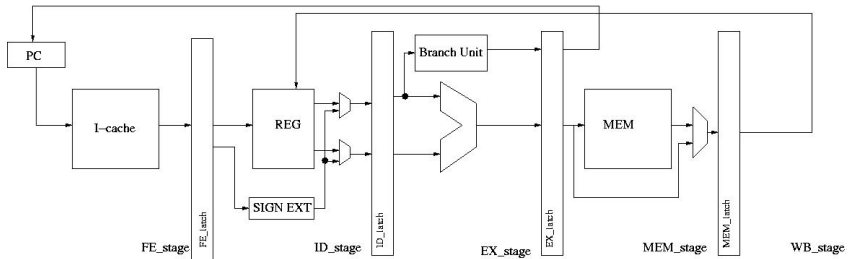 PC
I-cache
FE_stage
FE_latch
REG
SIGN EXT
ID_stage
ID_latch
Branch Unit
EX_stage
EX_latch
MEM
MEM_stage
MEM_latch
WB_stage